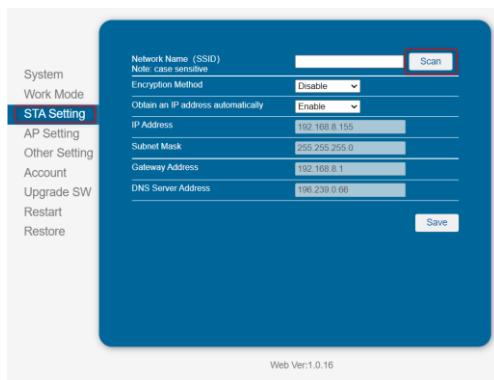 System
Work Mode
STA Setting
AP Setting
Other Setting
Account
Upgrade SW
Restart
Restore
Network Name (SSID)
Note: case sensitive
Scan
Encryption Method
Disable
Obtain an IP address automatically
Enable
IP Address
192.168.8.155
Subnet Mask
255.255.255.0
Gateway Address
192.168.8.1
DNS Server Address
196.239.0.66
Save
Web Ver:1.0.16